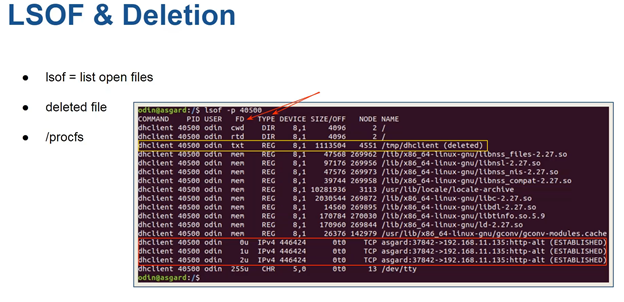 LSOF & Deletion
● lsof = list open files
● deleted file
● /procfs
odin@asgard:/$ lsof -p 40500
COMMAND PID USER FD TYPE DEVICE SIZE/OFF NODE NAME
dhclient 40500 odin cwd DIR 8,1 4096 2 /
dhclient 40500 odin rtd DIR 8,1 4096 2 /
dhclient 40500 odin txt REG 8,1 1113504 4551 /tmp/dhclient (deleted)
dhclient 40500 odin mem REG 8,1 47568 269962 /lib/x86_64-linux-gnu/libnss_files-2.27.so
dhclient 40500 odin mem REG 8,1 97176 269956 /lib/x86_64-linux-gnu/libnsl-2.27.so
dhclient 40500 odin mem REG 8,1 47576 269973 /lib/x86_64-linux-gnu/libnss_nis-2.27.so
dhclient 40500 odin mem REG 8,1 39744 269958 /lib/x86_64-linux-gnu/libnss_compat-2.27.so
dhclient 40500 odin mem REG 8,1 10281936 3113 /usr/lib/locale/locale-archive
dhclient 40500 odin mem REG 8,1 2030544 269872 /lib/x86_64-linux-gnu/libc-2.27.so
dhclient 40500 odin mem REG 8,1 14560 269895 /lib/x86_64-linux-gnu/libdl-2.27.so
dhclient 40500 odin mem REG 8,1 170784 270030 /lib/x86_64-linux-gnu/libtinfo.so.5.9
dhclient 40500 odin mem REG 8,1 170960 269844 /lib/x86_64-linux-gnu/ld-2.27.so
dhclient 40500 odin mem REG 8,1 26376 142979 /usr/lib/x86_64-linux-gnu/gconv/gconv-modules.cache
dhclient 40500 odin 0u IPv4 446424 0t0 TCP asgard:37842->192.168.11.135:http-alt (ESTABLISHED)
dhclient 40500 odin 1u IPv4 446424 0t0 TCP asgard:37842->192.168.11.135:http-alt (ESTABLISHED)
dhclient 40500 odin 2u IPv4 446424 0t0 TCP asgard:37842->192.168.11.135:http-alt (ESTABLISHED)
dhclient 40500 odin 255u CHR 5,0 0t0 13 /dev/tty
odin@asgard:/$